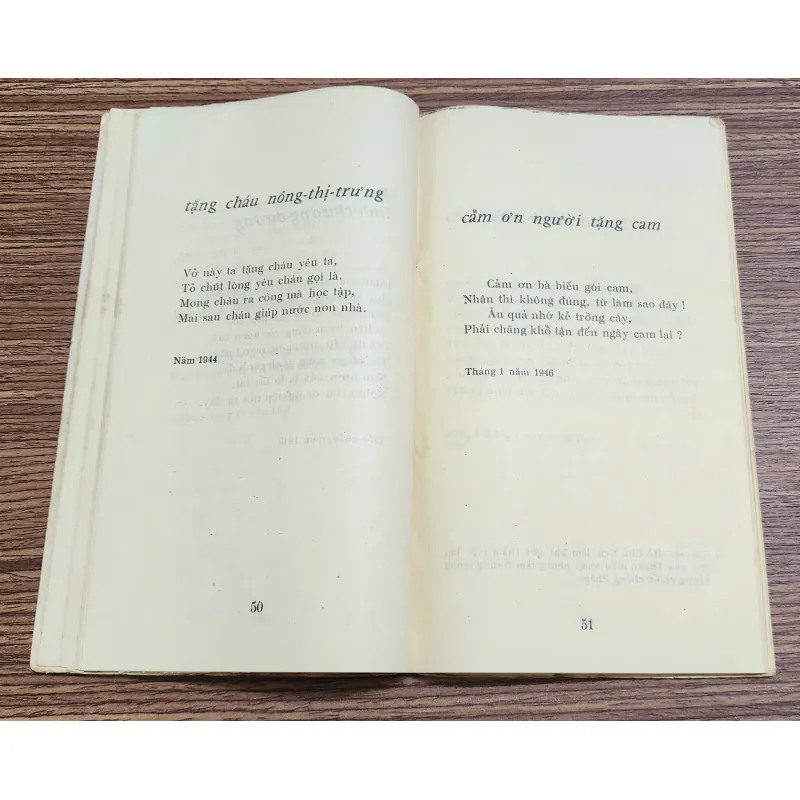 tặng cháu nông-thị-trưng
Vở này ta tặng cháu yêu ta,
Tỏ chút lòng yêu cháu gọi là.
Mong cháu ra công mà học tập,
Mai sau cháu giúp nước non nhà.
Năm 1944
50
cảm ơn người tặng cam
Cảm ơn bà biếu gói cam,
Nhận thì không đúng, từ làm sao đây !
Ăn quả nhớ kẻ trồng cây,
Phải chăng khổ tận đến ngày cam lai ?
Tháng 1 năm 1946
51